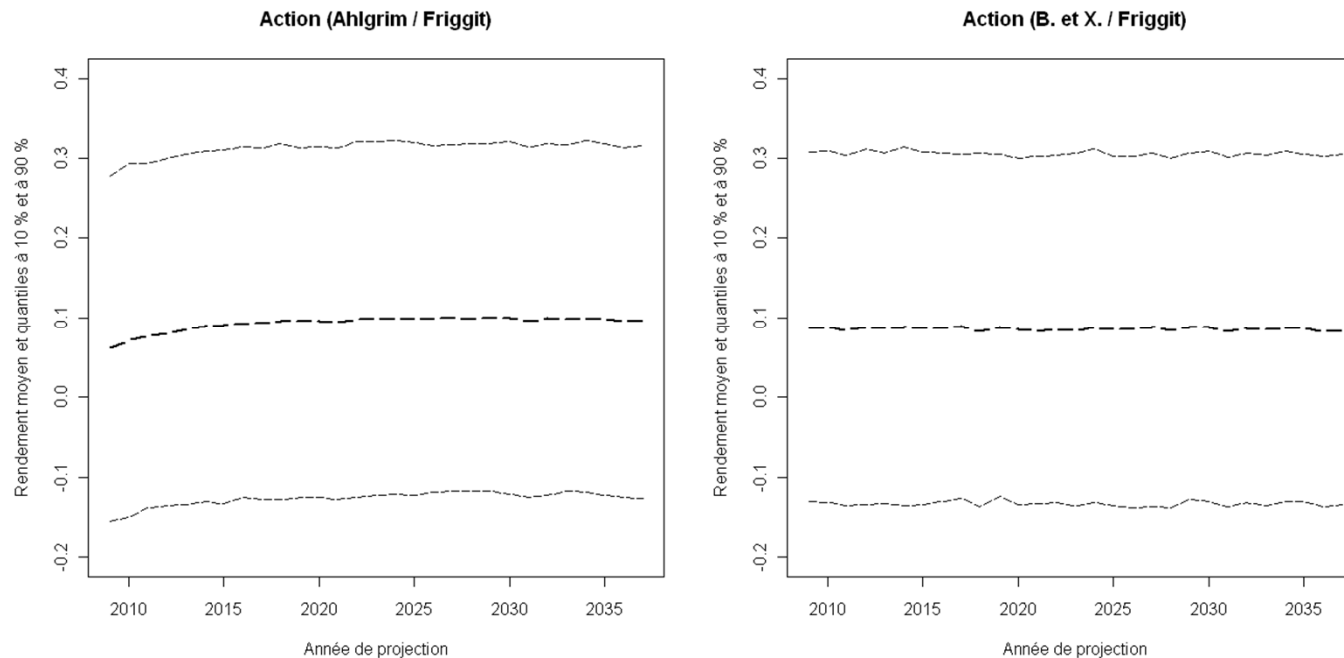 Action (Ahlgrim / Friggit)
Rendement moyen et quantiles à 10 % et à 90 %
0.4
0.3
0.2
0.1
0.0
-0.1
-0.2
2010 2015 2020 2025 2030 2035
Année de projection
Action (B. et X. / Friggit)
Rendement moyen et quantiles à 10 % et à 90 %
0.4
0.3
0.2
0.1
0.0
-0.1
-0.2
2010 2015 2020 2025 2030 2035
Année de projection